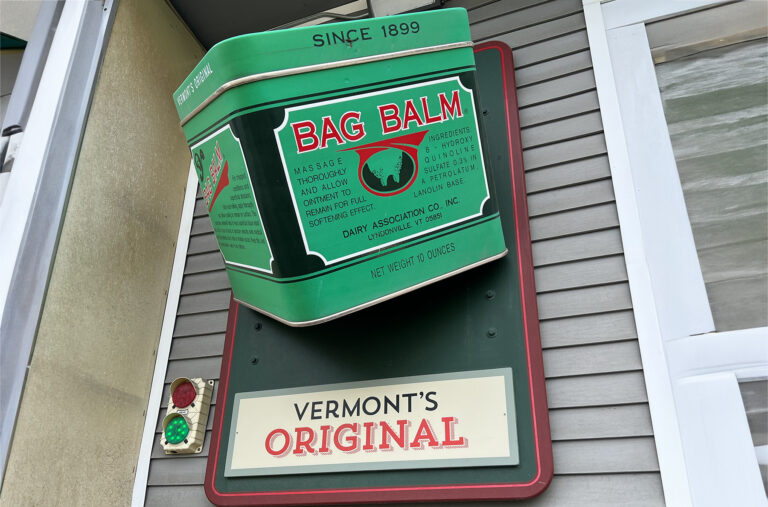 SINCE 1899
VERMONT'S ORIGINAL
BAG BALM®
MASSAGE
THOROUGHLY
AND ALLOW
OINTMENT TO
REMAIN FOR FULL
SOFTENING EFFECT.
INGREDIENTS
8 - HYDROXY
QUINOLINE
SULFATE 0.3% IN
A PETROLATUM,
LANOLIN BASE.
DAIRY ASSOCIATION CO., INC.
LYNDONVILLE, VT 05851
NET WEIGHT 10 OUNCES
BAG BALM
VERMONT'S
ORIGINAL